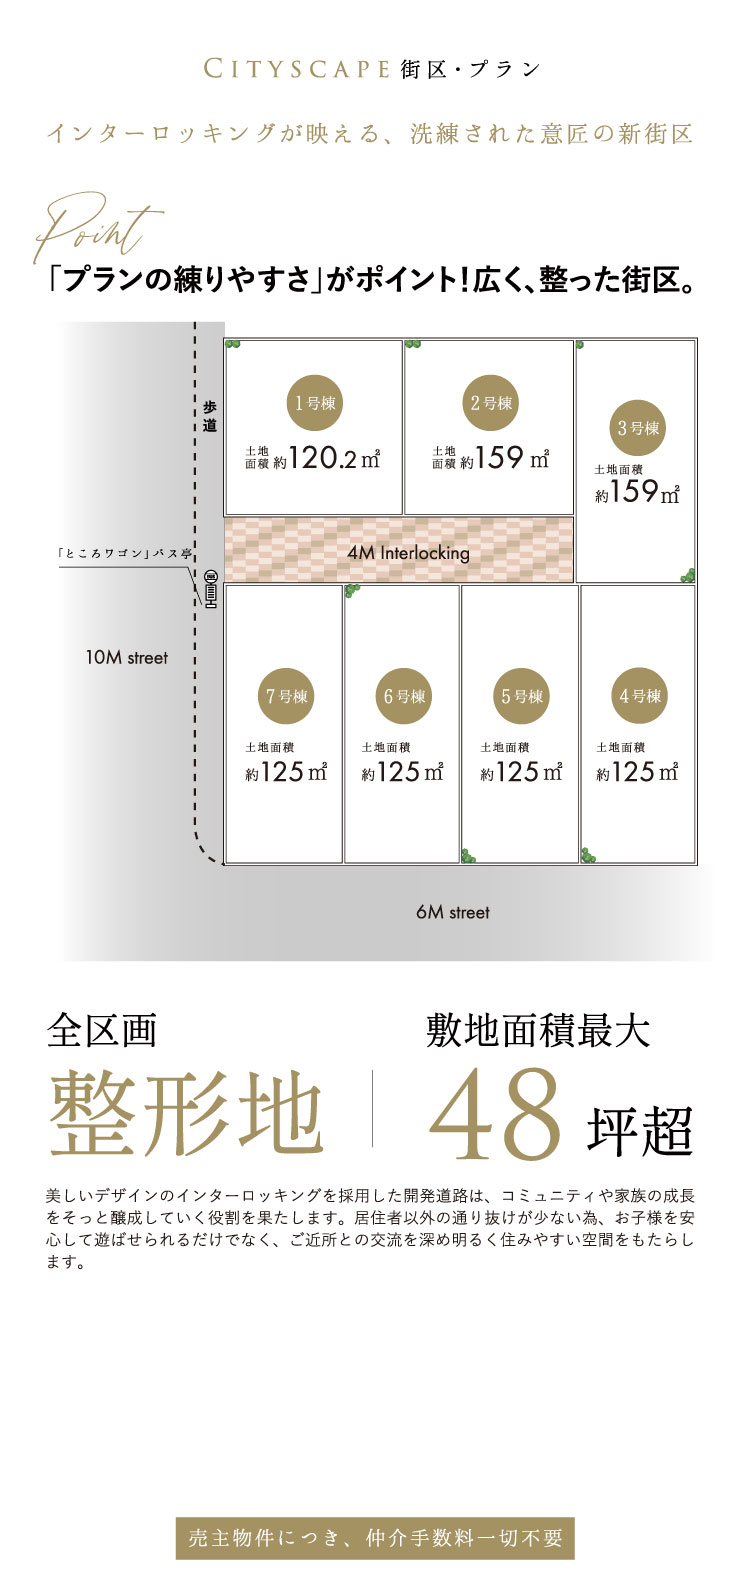 CITYSCAPE 街区・プラン
インターロッキングが映える、洗練された意匠の新街区
Point
「プランの練りやすさ」がポイント！広く、整った街区。
歩道
1号棟
土地面積 約120.2㎡
2号棟
土地面積 約159㎡
3号棟
土地面積
約159㎡
「ところワゴン」バス亭
4M Interlocking
10M street
7号棟
土地面積
約125㎡
6号棟
土地面積
約125㎡
5号棟
土地面積
約125㎡
4号棟
土地面積
約125㎡
6M street
全区画
整形地
敷地面積最大
48坪超
美しいデザインのインターロッキングを採用した開発道路は、コミュニティや家族の成長
をそっと醸成していく役割を果たします。居住者以外の通り抜けが少ない為、お子様を安
心して遊ばせられるだけでなく、ご近所との交流を深め明るく住みやすい空間をもたらし
ます。
売主物件につき、仲介手数料一切不要